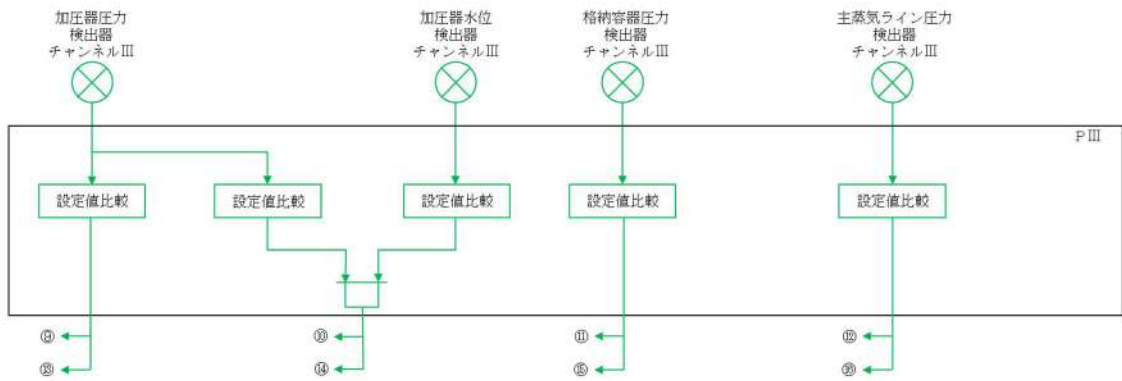 加圧器圧力
検出器
チャンネルⅢ
加圧器水位
検出器
チャンネルⅢ
格納容器圧力
検出器
チャンネルⅢ
主蒸気ライン圧力
検出器
チャンネルⅢ
PⅢ
設定値比較
設定値比較
設定値比較
設定値比較
設定値比較
⑨
⑩
⑪
⑫
⑬
⑭
⑮
⑯